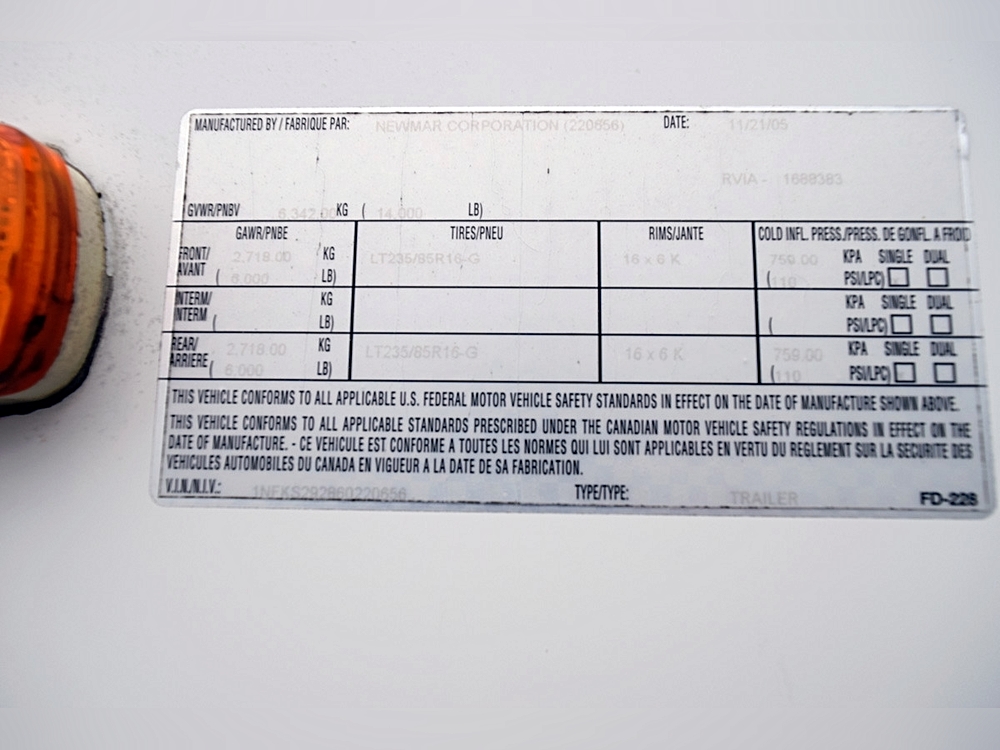 MANUFACTURED BY / FABRIQUE PAR: NEWMAR CORPORATION (220656) DATE: 11/21/05
RVIA - 1688383
GVWR/PNBV 6,342.00 KG ( 14,000 LB)
GAWR/PNBE TIRES/PNEU RIMS/JANTE COLD INFL. PRESS./PRESS. DE GONFL. A FROID
FRONT/ 2,718.00 KG LT235/85R16-G 16 x 6 K 759.00 KPA SINGLE DUAL
AVANT ( 6,000 LB) (110 PSI/LPC)
INTERM/ KG KPA SINGLE DUAL
INTERM ( LB) ( PSI/LPC)
REAR/ 2,718.00 KG LT235/85R16-G 16 x 6 K 759.00 KPA SINGLE DUAL
ARRIERE ( 6,000 LB) (110 PSI/LPC)
THIS VEHICLE CONFORMS TO ALL APPLICABLE U.S. FEDERAL MOTOR VEHICLE SAFETY STANDARDS IN EFFECT ON THE DATE OF MANUFACTURE SHOWN ABOVE.
THIS VEHICLE CONFORMS TO ALL APPLICABLE STANDARDS PRESCRIBED UNDER THE CANADIAN MOTOR VEHICLE SAFETY REGULATIONS IN EFFECT ON THE
DATE OF MANUFACTURE. - CE VEHICULE EST CONFORME A TOUTES LES NORMES QUI LUI SONT APPLICABLES EN VERTU DU REGLEMENT SUR LA SECURITE DES
VEHICULES AUTOMOBILES DU CANADA EN VIGUEUR A LA DATE DE SA FABRICATION.
V.I.N./N.I.V.: 1NFKS292860220656 TYPE/TYPE: TRAILER FD-226